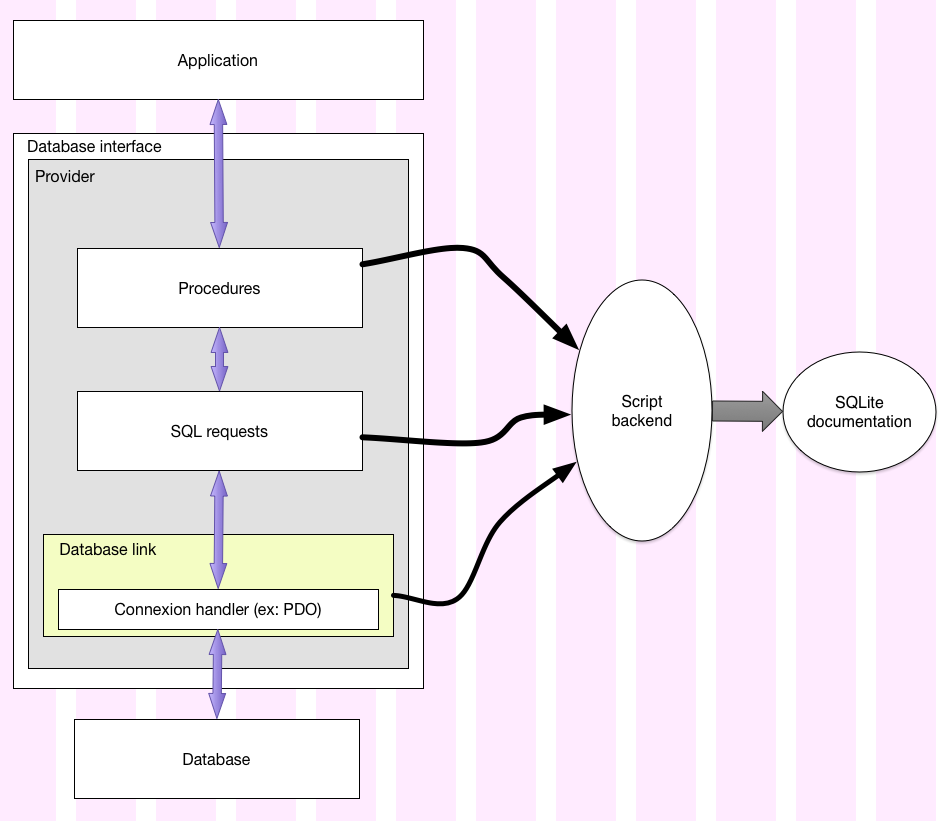 Application
Database interface
Provider
Procedures
SQL requests
Database link
Connexion handler (ex: PDO)
Database
Script
backend
SQLite
documentation